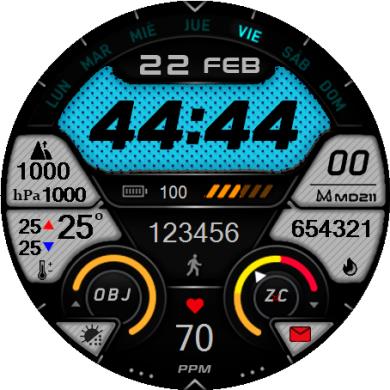 LUN MAR MIÉ JUE VIE SÁB DOM
22 FEB
44:44
1000
hPa 1000
00
MD211
100
25 25°
25
123456
654321
OBJ
Z-C
70
PPM